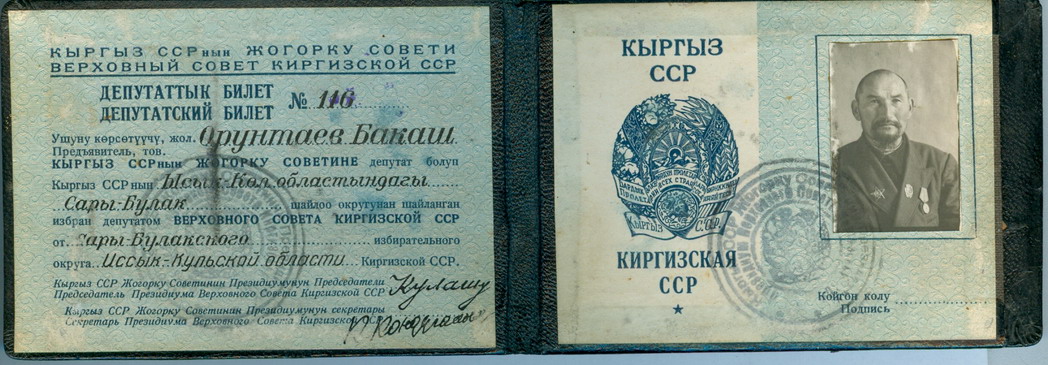 КЫРГЫЗ ССРнын ЖОГОРКУ СОВЕТИ
ВЕРХОВНЫЙ СОВЕТ КИРГИЗСКОЙ ССР
ДЕПУТАТТЫК БИЛЕТ
ДЕПУТАТСКИЙ БИЛЕТ
№ 116
Ушуну көрсөтүүчү, жол. Орунтаев Бакаш
Предъявитель, тов.
КЫРГЫЗ ССРнын ЖОГОРКУ СОВЕТИНЕ депутат болуп
Кыргыз ССРнын Ысык-Көл областындагы
Сары-Булак шайлоо округунан шайланган
избран депутатом ВЕРХОВНОГО СОВЕТА КИРГИЗСКОЙ ССР
от Сары-Булакского избирательного
округа Иссык-Кульской области Киргизской ССР.
Кыргыз ССР Жогорку Советинин Президиумунун Председатели
Председатель Президиума Верховного Совета Киргизской ССР
Кыргыз ССР Жогорку Советинин Президиумунун секретары
Секретарь Президиума Верховного Совета Киргизской ССР
КЫРГЫЗ
ССР
КЫРГЫЗ С.С.Р.
КИРГИЗСКАЯ
ССР
Койгон колу
Подпись